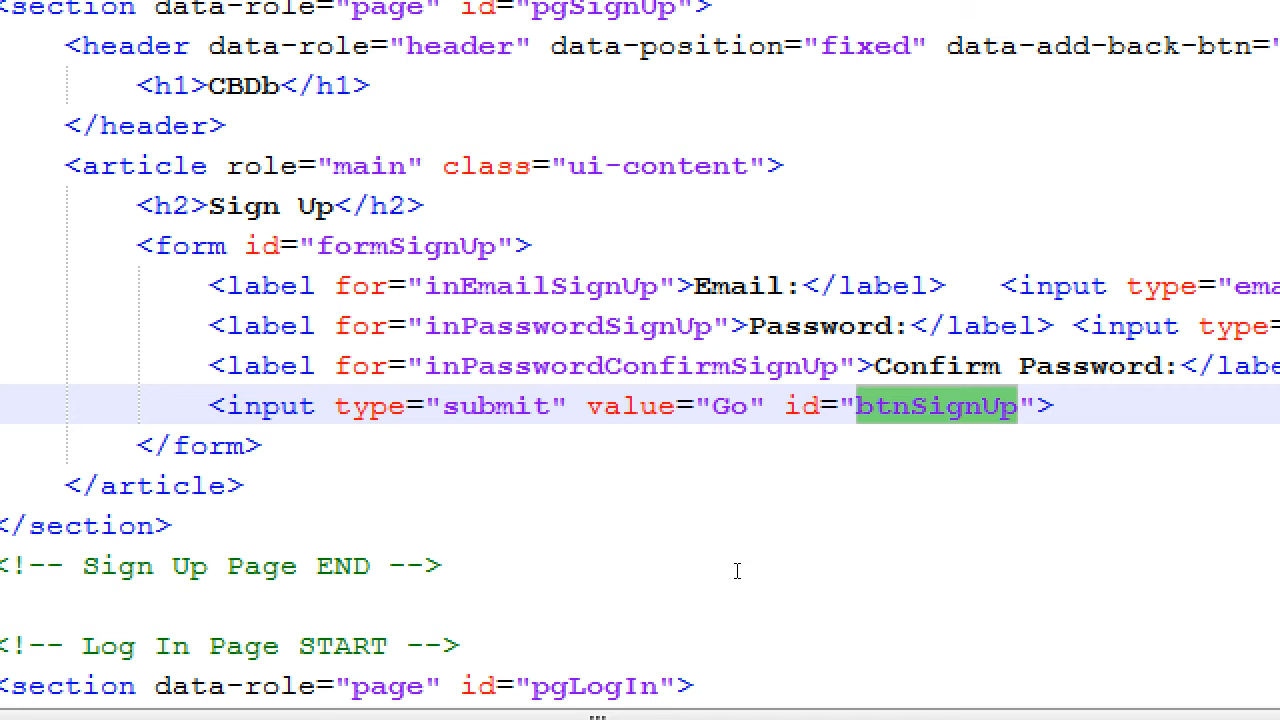 <section data-role="page" id="pgSignUp">
<header data-role="header" data-position="fixed" data-add-back-btn="
<h1>CBDb</h1>
</header>
<article role="main" class="ui-content">
<h2>Sign Up</h2>
<form id="formSignUp">
<label for="inEmailSignUp">Email:</label> <input type="ema
<label for="inPasswordSignUp">Password:</label> <input type=
<label for="inPasswordConfirmSignUp">Confirm Password:</labe
<input type="submit" value="Go" id="btnSignUp">
</form>
</article>
</section>
<!-- Sign Up Page END -->
<!-- Log In Page START -->
<section data-role="page" id="pgLogIn">